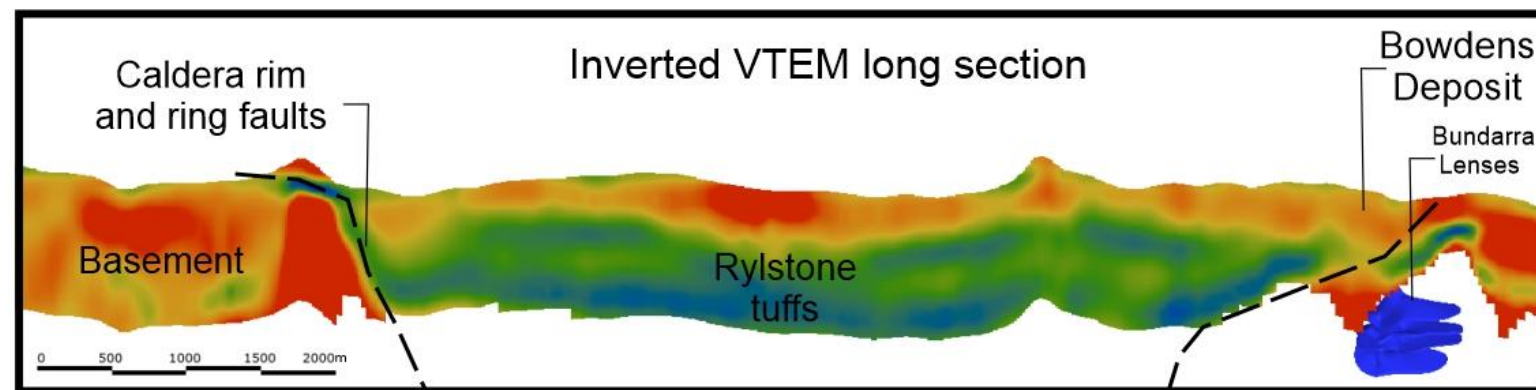 Inverted VTEM long section
Caldera rim
and ring faults
Bowdens
Deposit
Bundarra
Lenses
Basement
Rylstone
tuffs
0 500 1000 1500 2000m